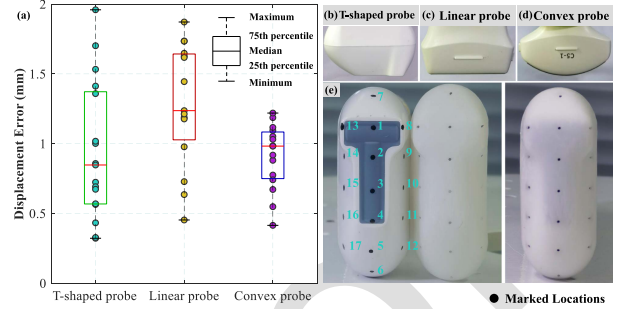 (a)
Displacement Error (mm)
2
1.5
1
0.5
0
T-shaped probe
Linear probe
Convex probe
Maximum
75th percentile
Median
25th percentile
Minimum
(b) T-shaped probe
(c) Linear probe
(d) Convex probe
C5-1
(e)
7
13 1 8
14 2 9
15 3 10
16 4 11
17 5 12
6
Marked Locations